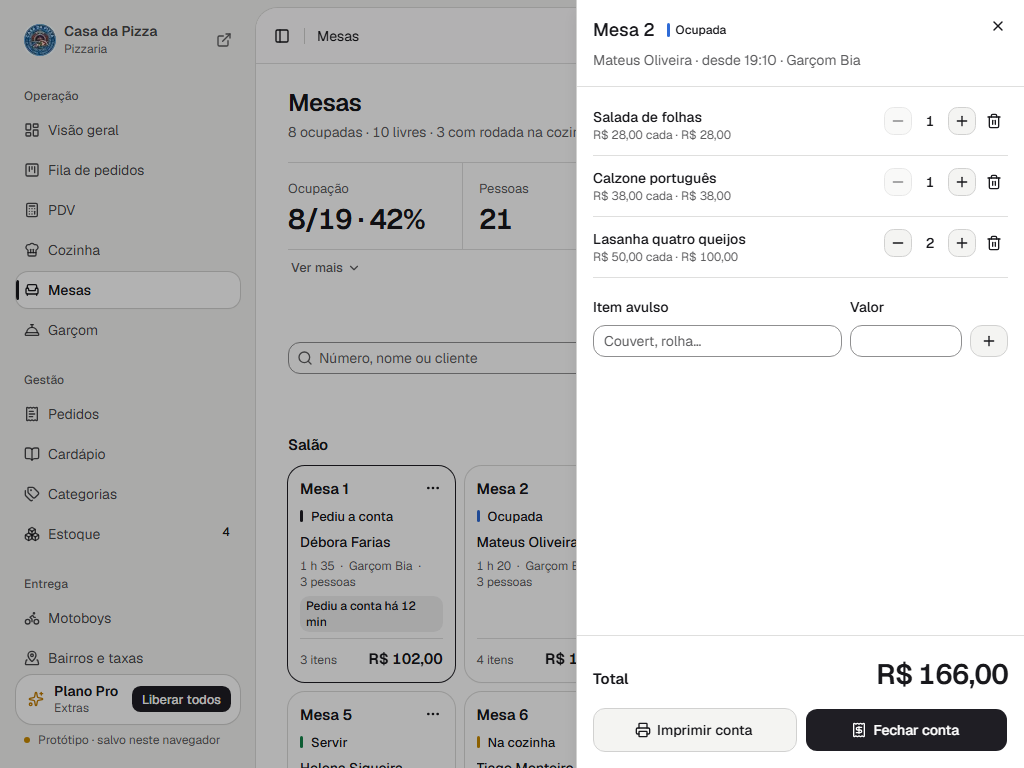 Casa da Pizza
Pizzaria
Operação
Visão geral
Fila de pedidos
PDV
Cozinha
Mesas
Garçom
Gestão
Pedidos
Cardápio
Categorias
Estoque 4
Entrega
Motoboys
Bairros e taxas
Plano Pro
Extras
Liberar todos
Protótipo · salvo neste navegador
Mesas
Mesas
8 ocupadas · 10 livres · 3 com rodada na cozin
Ocupação
8/19 · 42%
Pessoas
21
Ver mais
Número, nome ou cliente
Salão
Mesa 1
Pediu a conta
Débora Farias
1 h 35 · Garçom Bia ·
3 pessoas
Pediu a conta há 12
min
3 itens R$ 102,00
Mesa 2
Ocupada
Mateus Oliveira
1 h 20 · Garçom B
3 pessoas
4 itens R$ 1
Mesa 5
Servir
Helena Siqueira
Mesa 6
Na cozinha
Tiago Monteiro
Mesa 2 Ocupada
Mateus Oliveira · desde 19:10 · Garçom Bia
Salada de folhas
R$ 28,00 cada · R$ 28,00
1
Calzone português
R$ 38,00 cada · R$ 38,00
1
Lasanha quatro queijos
R$ 50,00 cada · R$ 100,00
2
Item avulso Valor
Couvert, rolha…
Total R$ 166,00
Imprimir conta Fechar conta